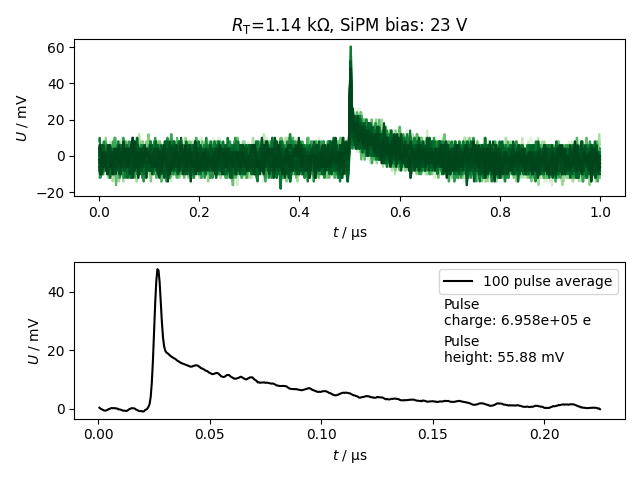 R_T=1.14 kΩ, SiPM bias: 23 V
60
40
20
0
−20
U / mV
0.0 0.2 0.4 0.6 0.8 1.0
t / μs
40
20
0
U / mV
100 pulse average
Pulse
charge: 6.958e+05 e
Pulse
height: 55.88 mV
0.00 0.05 0.10 0.15 0.20
t / μs